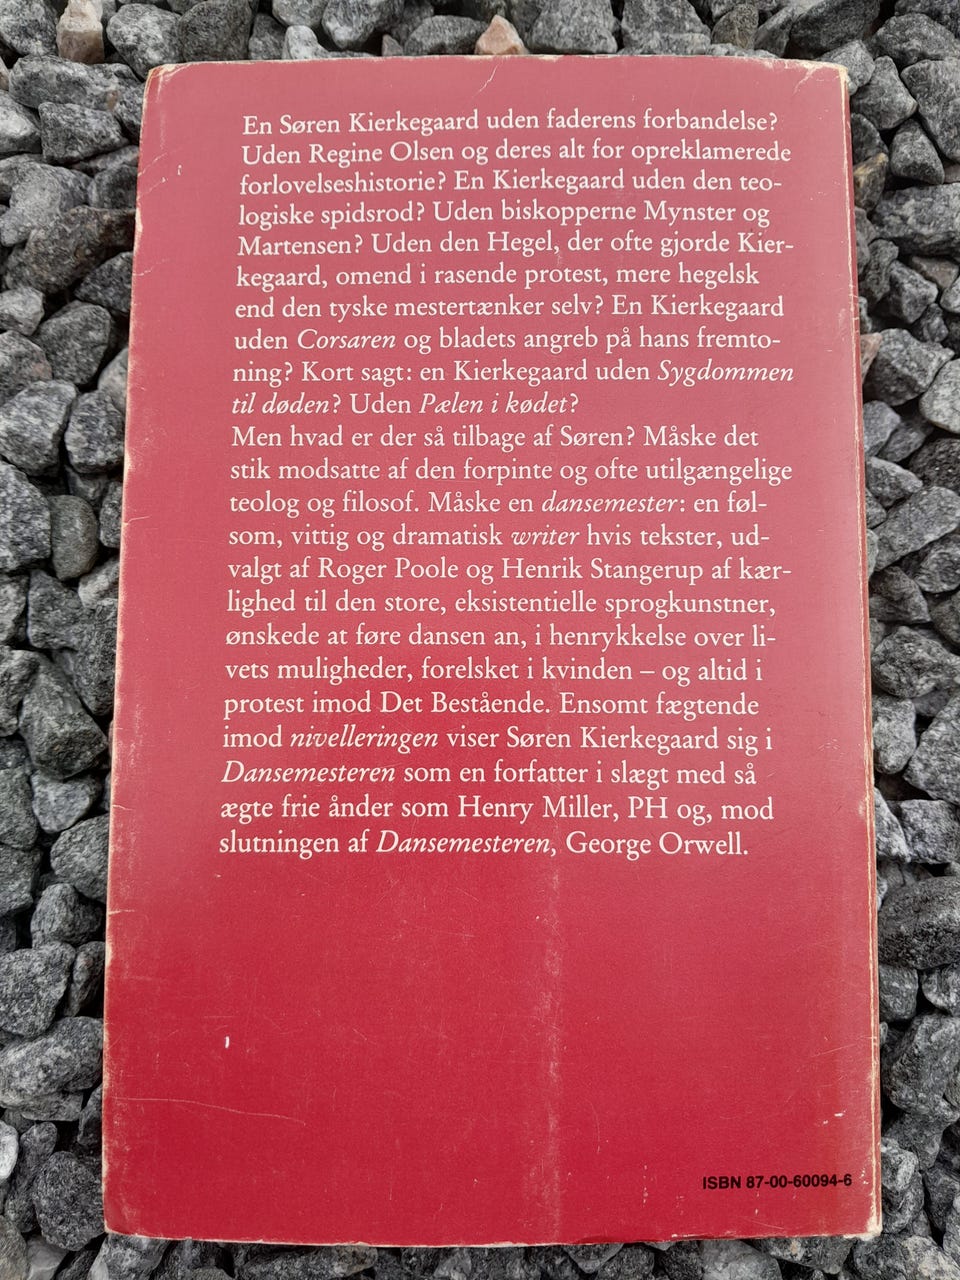 En Søren Kierkegaard uden faderens forbandelse?
Uden Regine Olsen og deres alt for opreklamerede
forlovelseshistorie? En Kierkegaard uden den teo-
logiske spidsrod? Uden biskopperne Mynster og
Martensen? Uden den Hegel, der ofte gjorde Kier-
kegaard, omend i rasende protest, mere hegelsk
end den tyske mestertænker selv? En Kierkegaard
uden Corsaren og bladets angreb på hans fremto-
ning? Kort sagt: en Kierkegaard uden Sygdommen
til døden? Uden Pælen i kødet?
Men hvad er der så tilbage af Søren? Måske det
stik modsatte af den forpinte og ofte utilgængelige
teolog og filosof. Måske en dansemester: en føl-
som, vittig og dramatisk writer hvis tekster, ud-
valgt af Roger Poole og Henrik Stangerup af kær-
lighed til den store, eksistentielle sprogkunstner,
ønskede at føre dansen an, i henrykkelse over li-
vets muligheder, forelsket i kvinden – og altid i
protest imod Det Bestående. Ensomt fægtende
imod nivelleringen viser Søren Kierkegaard sig i
Dansemesteren som en forfatter i slægt med så
ægte frie ånder som Henry Miller, PH og, mod
slutningen af Dansemesteren, George Orwell.
ISBN 87-00-60094-6